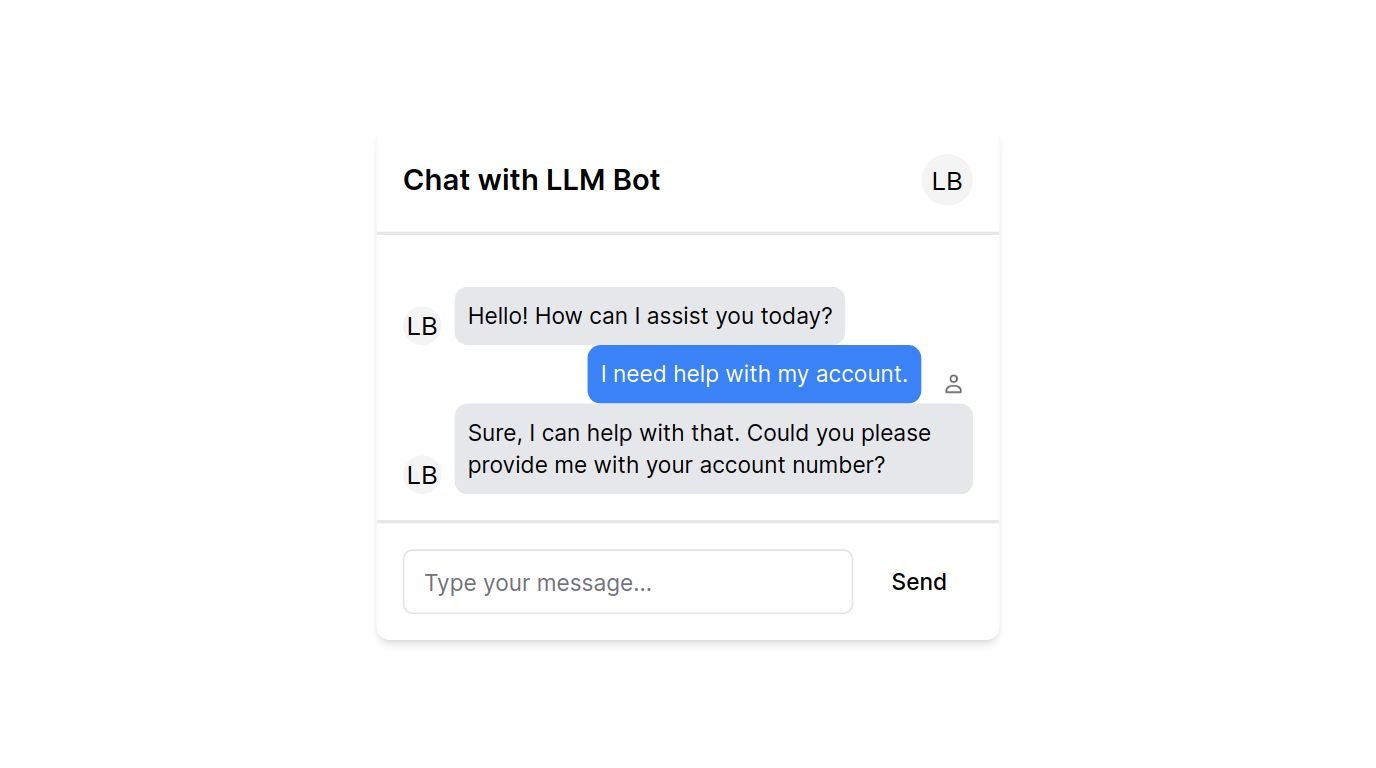 Chat with LLM Bot
LB
Hello! How can I assist you today?
LB
I need help with my account.
Sure, I can help with that. Could you please
provide me with your account number?
LB
Type your message...
Send